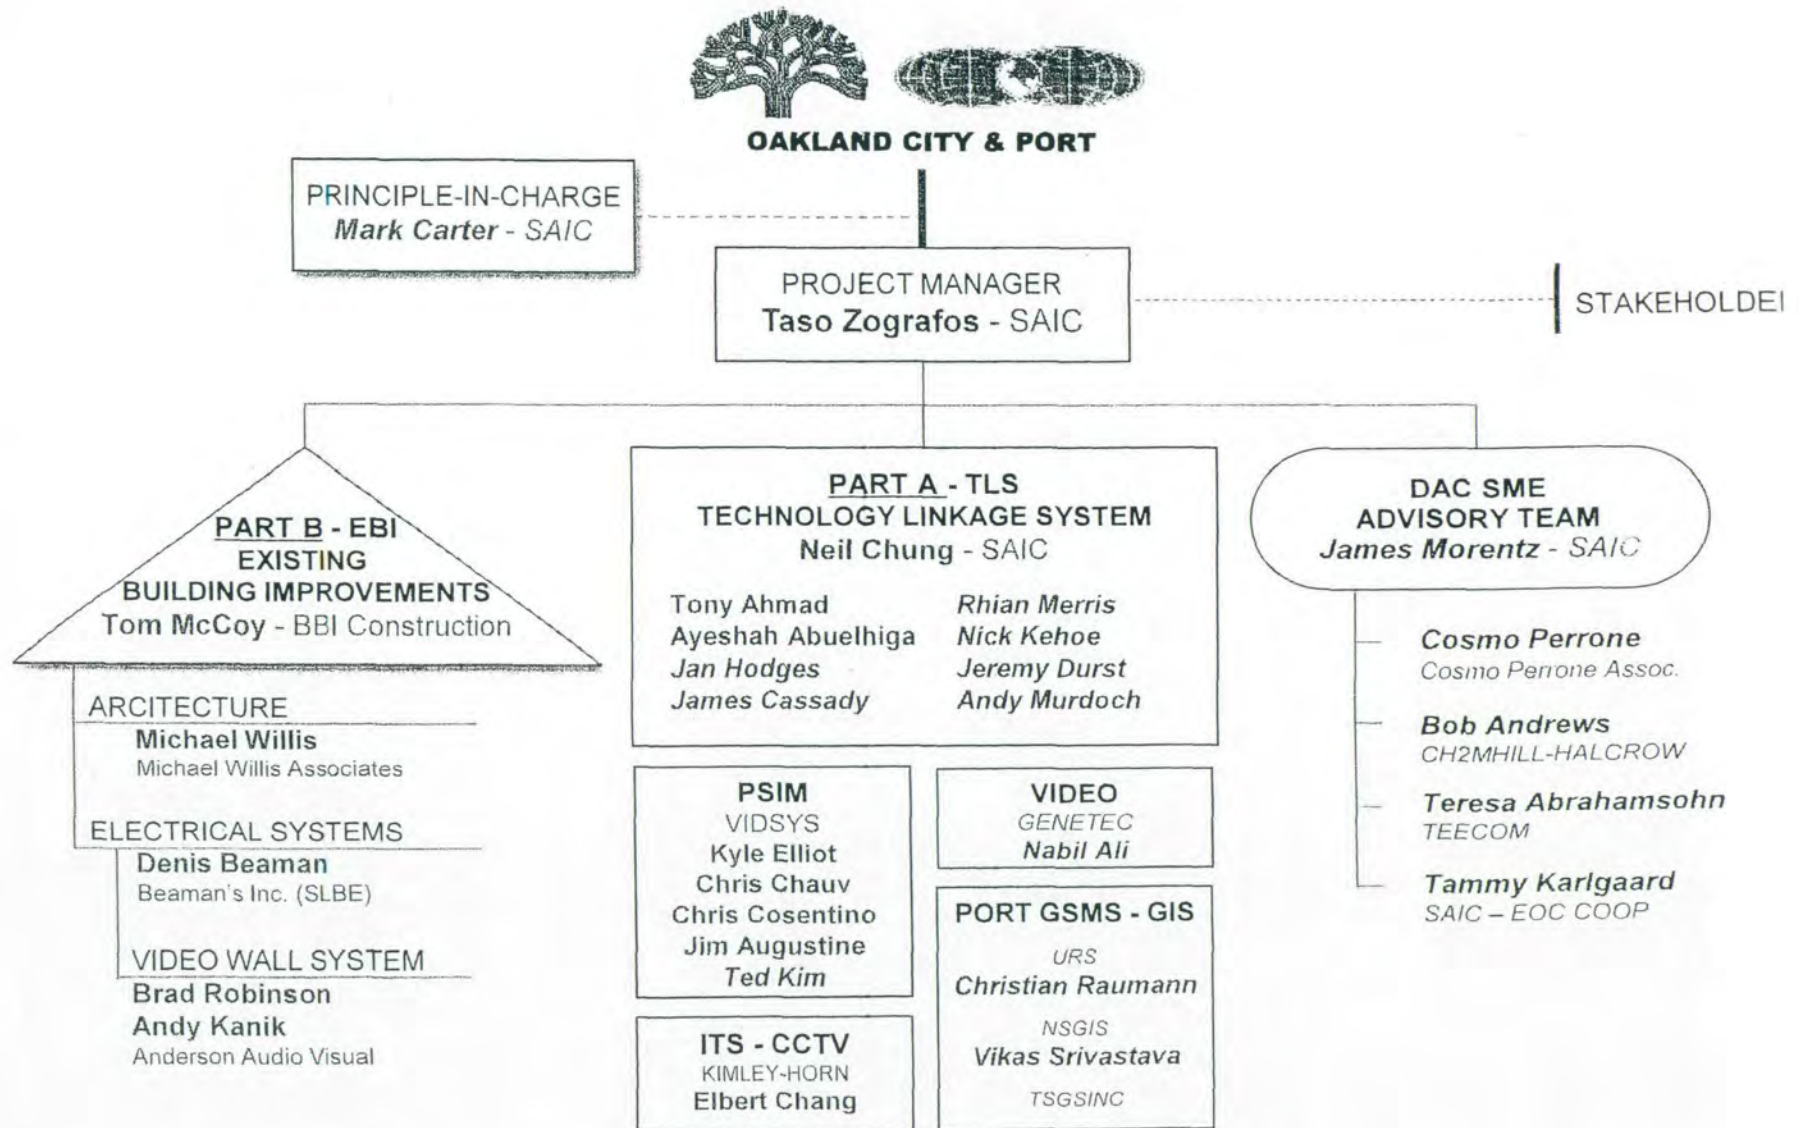 OAKLAND CITY & PORT
PRINCIPLE-IN-CHARGE
Mark Carter - SAIC
PROJECT MANAGER
Taso Zografos - SAIC
STAKEHOLDEI
PART B - EBI
EXISTING
BUILDING IMPROVEMENTS
Tom McCoy - BBI Construction
ARCITECTURE
Michael Willis
Michael Willis Associates
ELECTRICAL SYSTEMS
Denis Beaman
Beaman's Inc. (SLBE)
VIDEO WALL SYSTEM
Brad Robinson
Andy Kanik
Anderson Audio Visual
PART A - TLS
TECHNOLOGY LINKAGE SYSTEM
Neil Chung - SAIC
Tony Ahmad
Ayeshah Abuelhiga
Jan Hodges
James Cassady
Rhian Merris
Nick Kehoe
Jeremy Durst
Andy Murdoch
PSIM
VIDSYS
Kyle Elliot
Chris Chauv
Chris Cosentino
Jim Augustine
Ted Kim
ITS - CCTV
KIMLEY-HORN
Elbert Chang
VIDEO
GENETEC
Nabil Ali
PORT GSMS - GIS
URS
Christian Raumann
NSGIS
Vikas Srivastava
TSGSINC
DAC SME
ADVISORY TEAM
James Morentz - SAIC
Cosmo Perrone
Cosmo Perrone Assoc.
Bob Andrews
CH2MHILL-HALCROW
Teresa Abrahamsohn
TEECOM
Tammy Karlgaard
SAIC – EOC COOP